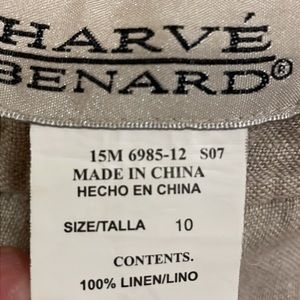 HARVÉ
BENARD®
15M 6985-12 S07
MADE IN CHINA
HECHO EN CHINA
SIZE/TALLA 10
CONTENTS.
100% LINEN/LINO